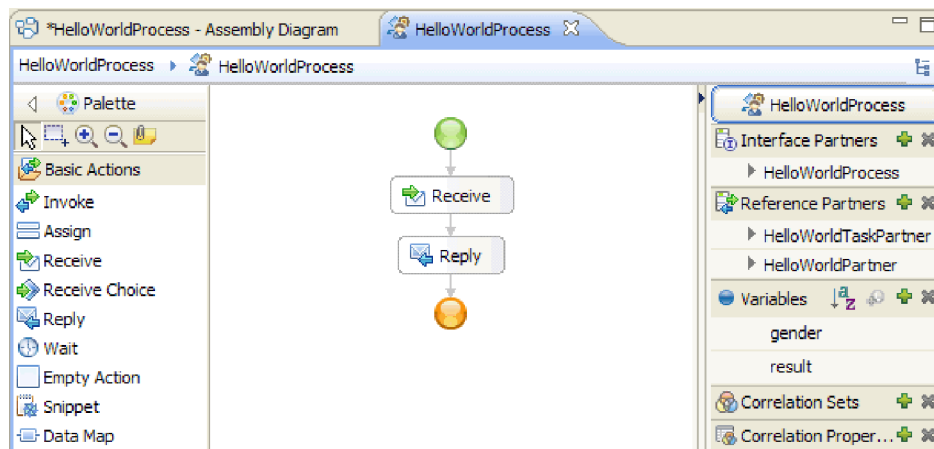 *HelloWorldProcess - Assembly Diagram
HelloWorldProcess
HelloWorldProcess
HelloWorldProcess
Palette
Basic Actions
Invoke
Assign
Receive
Receive Choice
Reply
Wait
Empty Action
Snippet
Data Map
Receive
Reply
HelloWorldProcess
Interface Partners
HelloWorldProcess
Reference Partners
HelloWorldTaskPartner
HelloWorldPartner
Variables
gender
result
Correlation Sets
Correlation Proper...